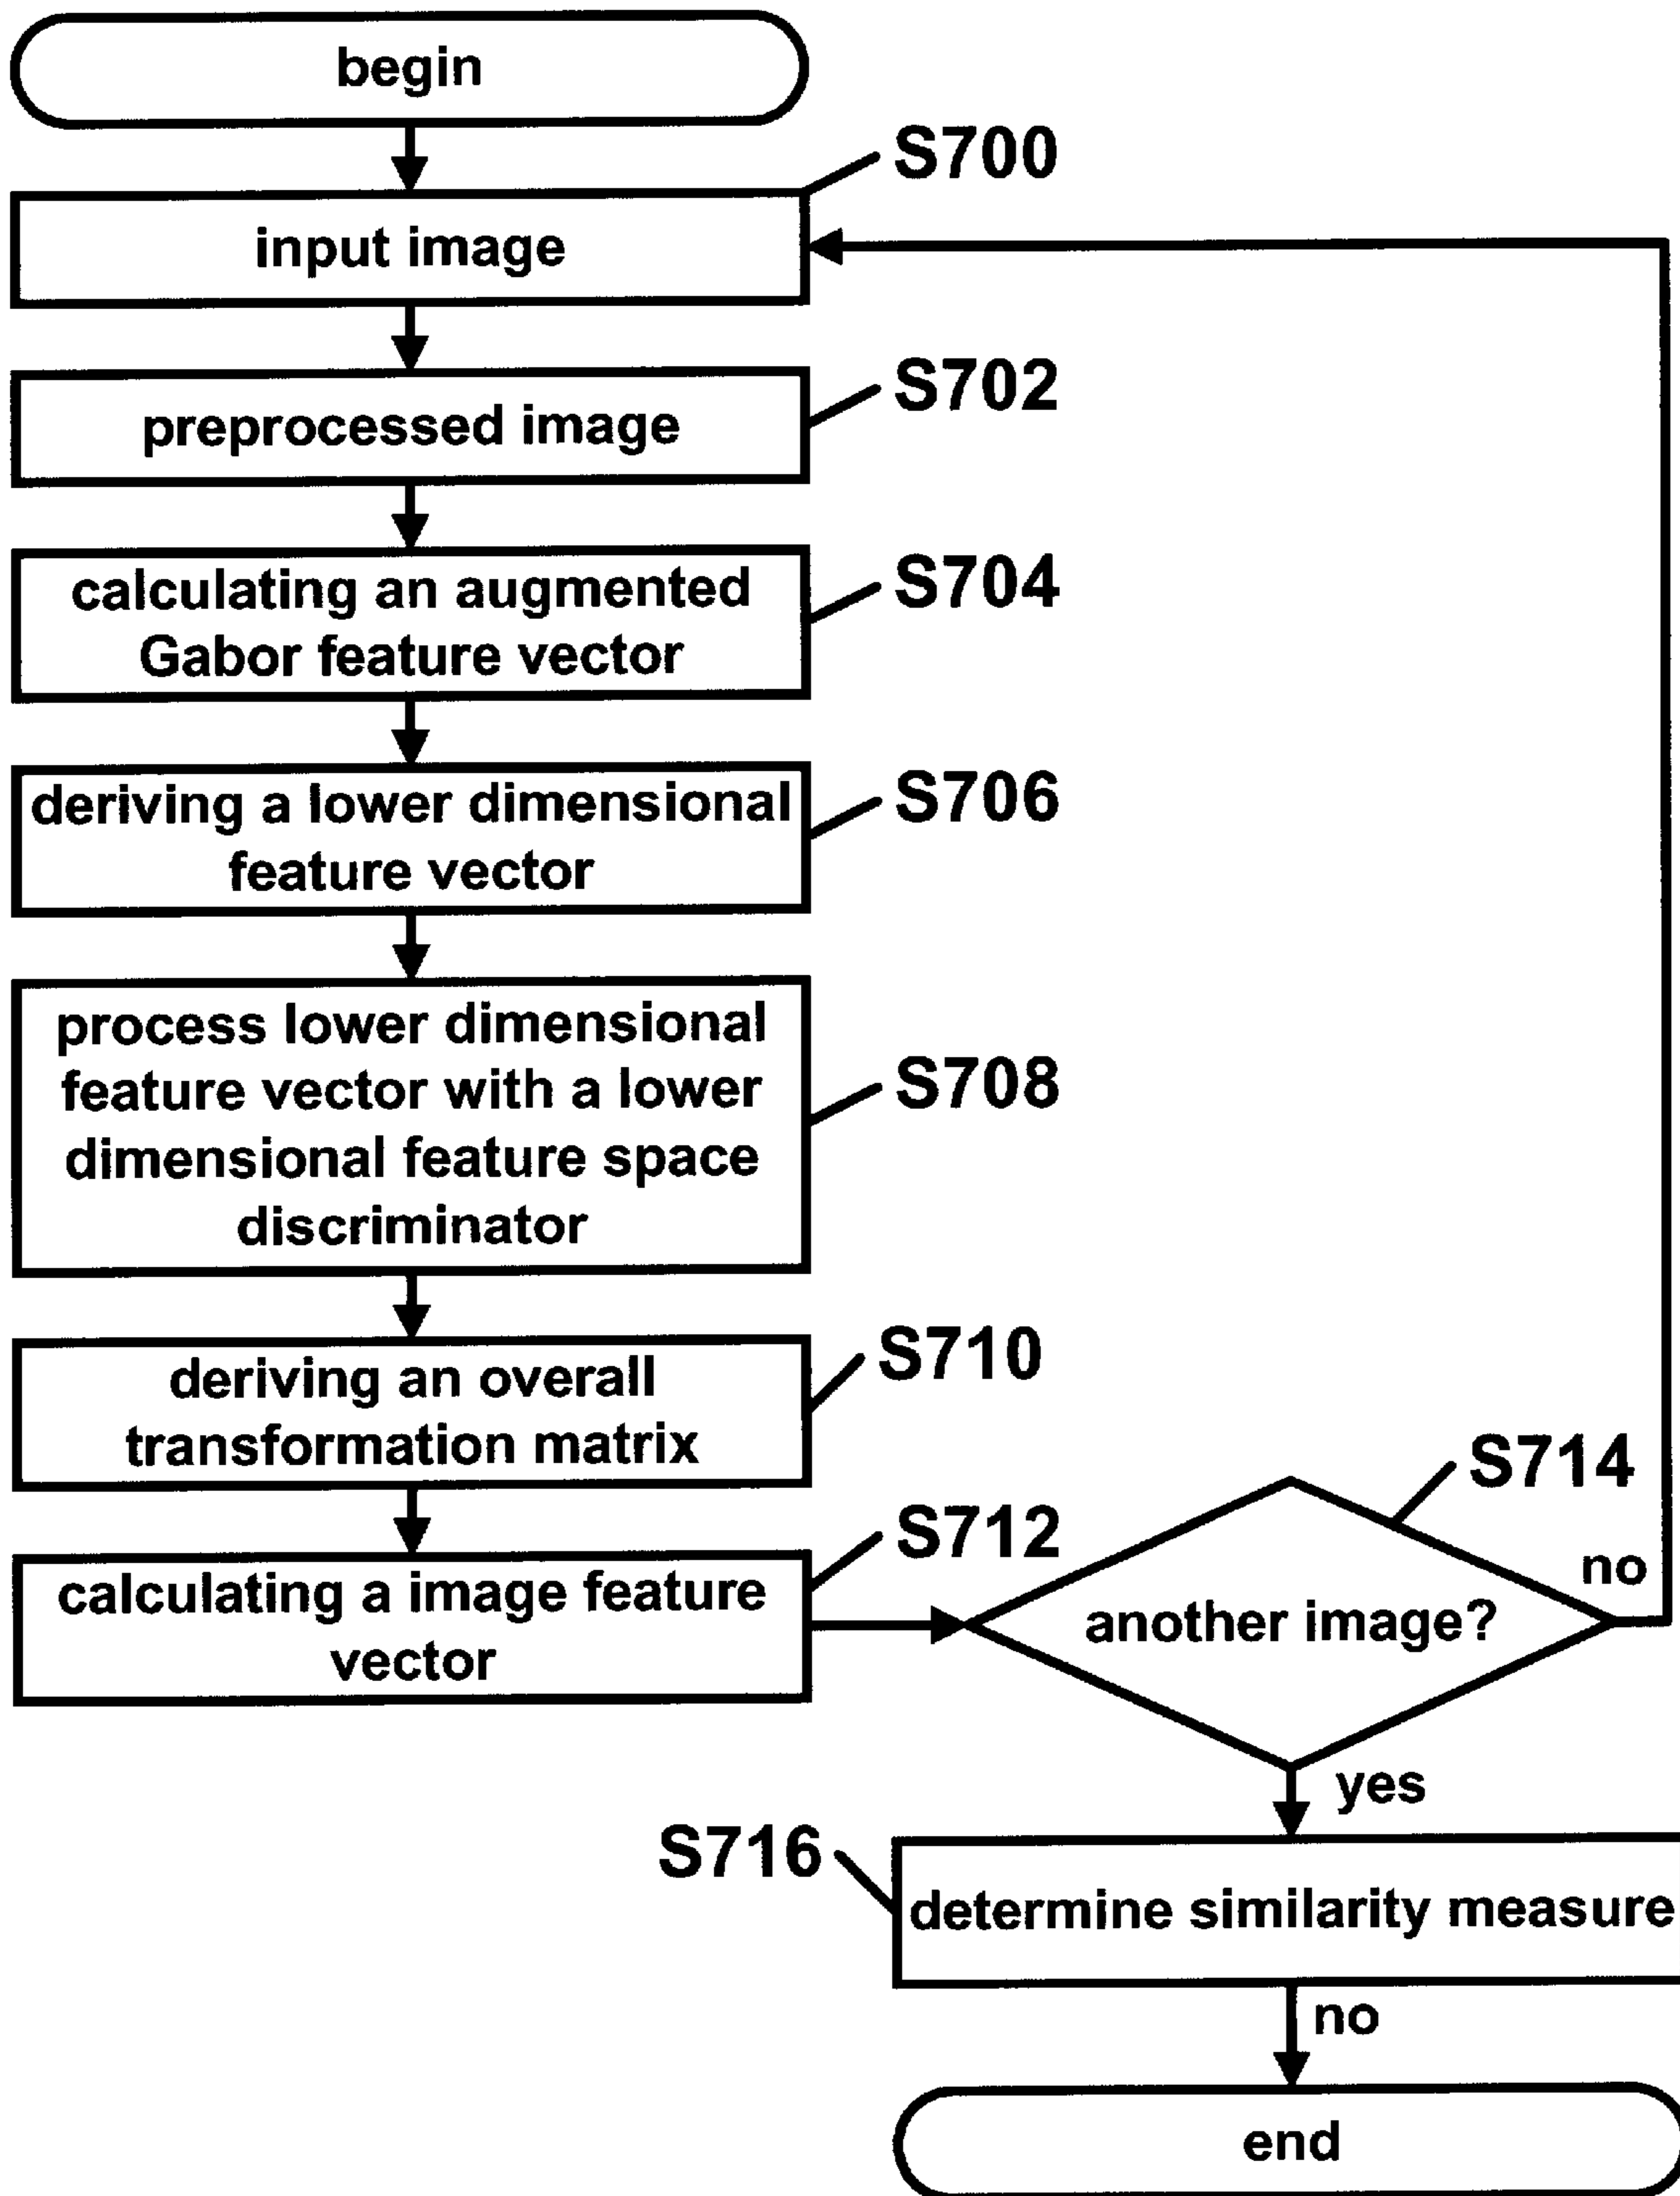 begin
S700
input image
S702
preprocessed image
S704
calculating an augmented
Gabor feature vector
S706
deriving a lower dimensional
feature vector
S708
process lower dimensional
feature vector with a lower
dimensional feature space
discriminator
S710
deriving an overall
transformation matrix
S712
calculating a image feature
vector
S714
another image?
no
yes
S716
determine similarity measure
no
end